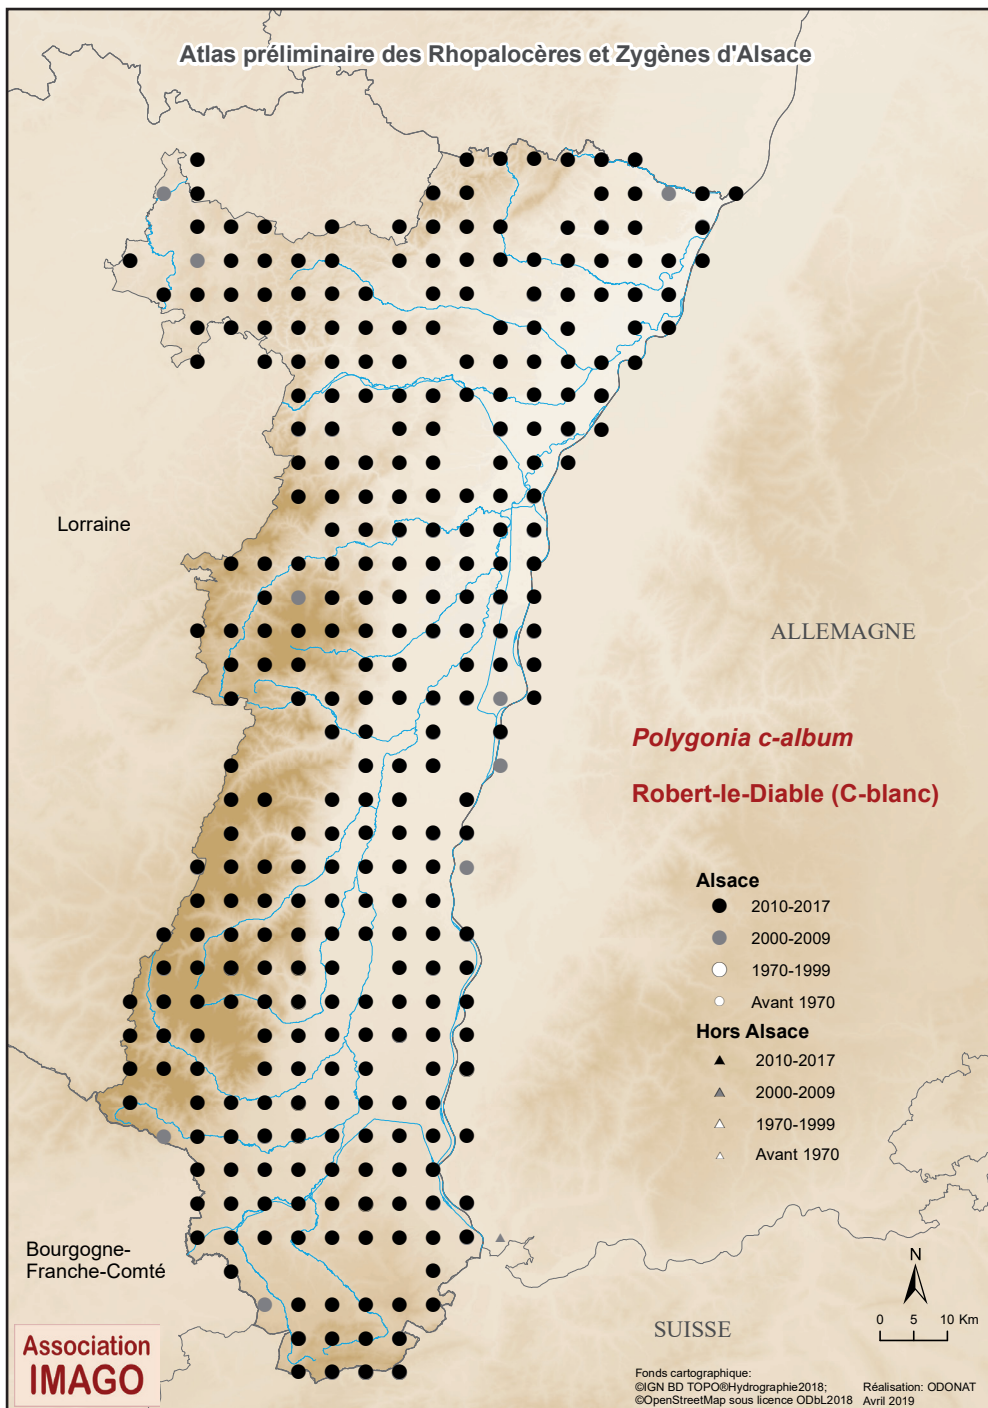 Atlas préliminaire des Rhopalocères et Zygènes d'Alsace
Lorraine
ALLEMAGNE
Polygonia c-album
Robert-le-Diable (C-blanc)
Alsace
2010-2017
2000-2009
1970-1999
Avant 1970
Hors Alsace
2010-2017
2000-2009
1970-1999
Avant 1970
Bourgogne-
Franche-Comté
N
0 5 10 Km
SUISSE
Association
IMAGO
Fonds cartographique:
©IGN BD TOPO®Hydrographie2018;
©OpenStreetMap sous licence ODbL2018
Réalisation: ODONAT
Avril 2019